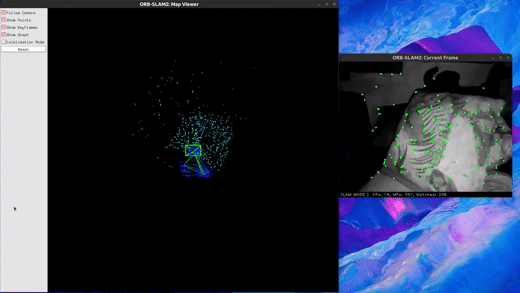 ORB-SLAM2: Map Viewer
Follow Camera
Show Points
Show KeyFrames
Show Graph
Localization Mode
Reset
ORB-SLAM2: Current Frame
SLAM MODE | KFs: 16, MPs: 997, Matches: 238